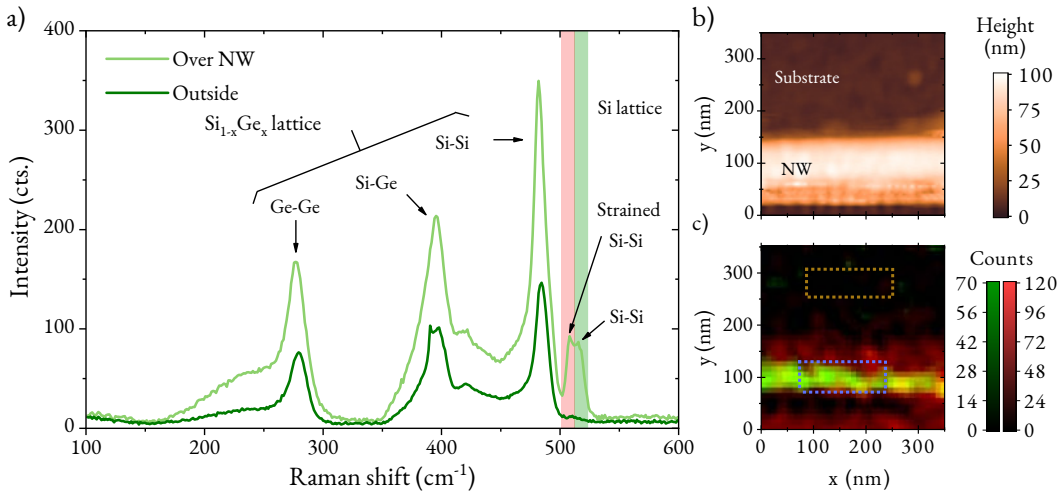 a)
400
300
200
100
0
Intensity (cts.)
100
200
300
400
500
600
Raman shift (cm-1)
Over NW
Outside
Si1-xGex lattice
Ge-Ge
Si-Ge
Si-Si
Si lattice
Strained
Si-Si
Si-Si
b)
300
200
100
0
y (nm)
Substrate
NW
Height
(nm)
100
75
50
25
0
c)
300
200
100
0
y (nm)
0
100
200
300
x (nm)
Counts
70
56
42
28
14
0
120
96
72
48
24
0